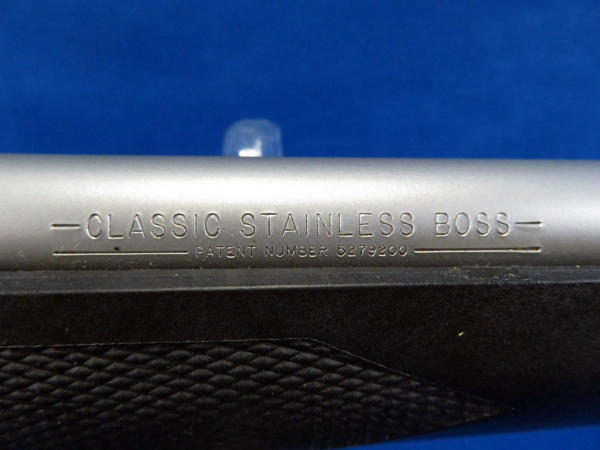 CLASSIC STAINLESS BOSS
PATENT NUMBER 5279200